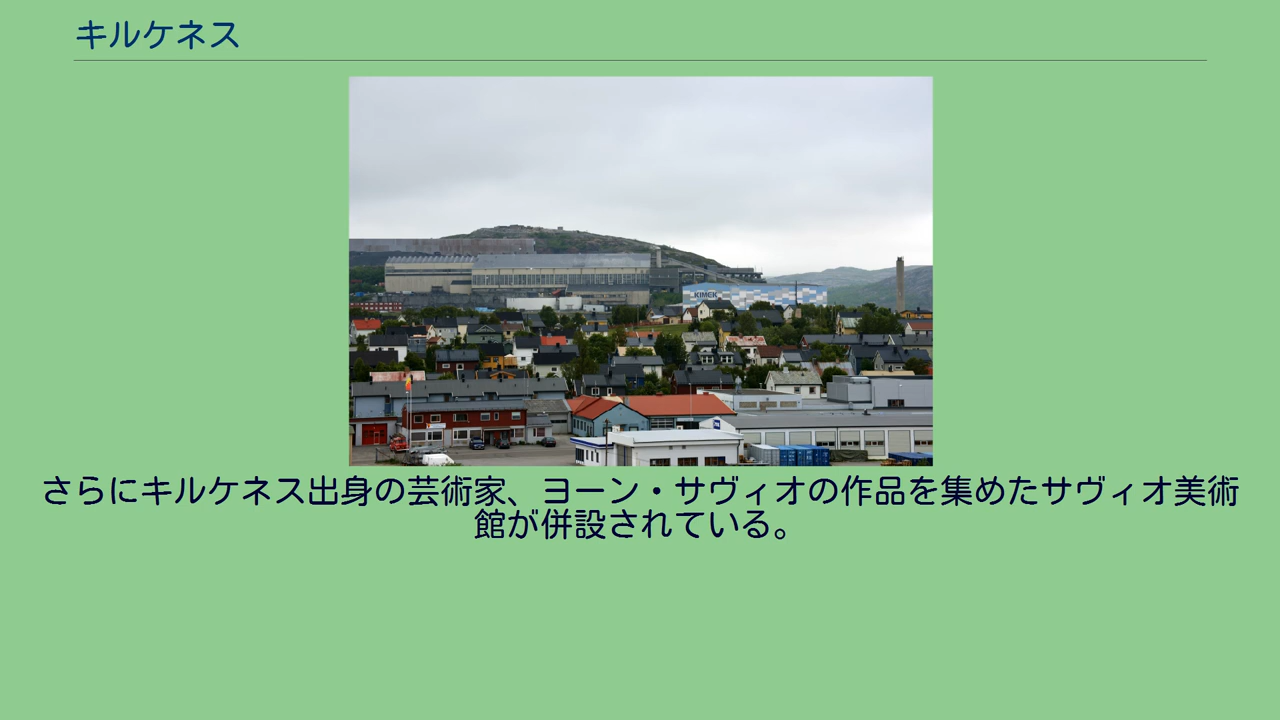 キルケネス
KIMEK
さらにキルケネス出身の芸術家、ヨーン・サヴィオの作品を集めたサヴィオ美術
館が併設されている。